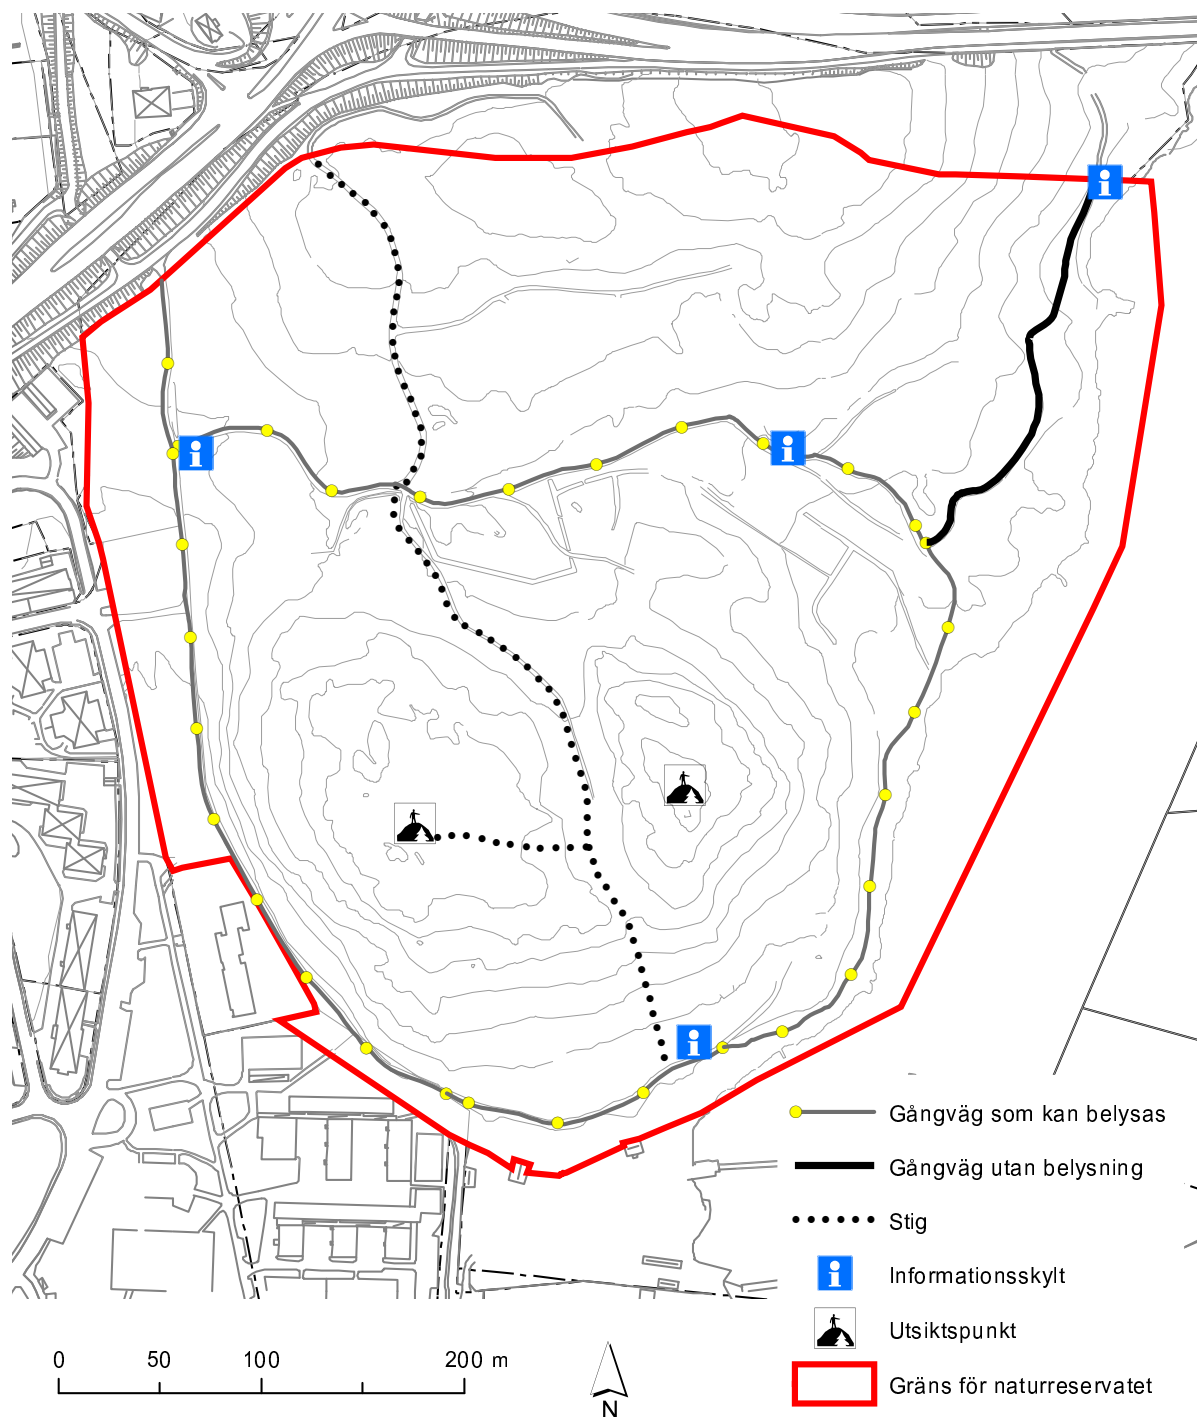 Gångväg som kan belysas
Gångväg utan belysning
Stig
Informationsskylt
Utsiktspunkt
Gräns för naturreservatet
0 50 100 200 m
N